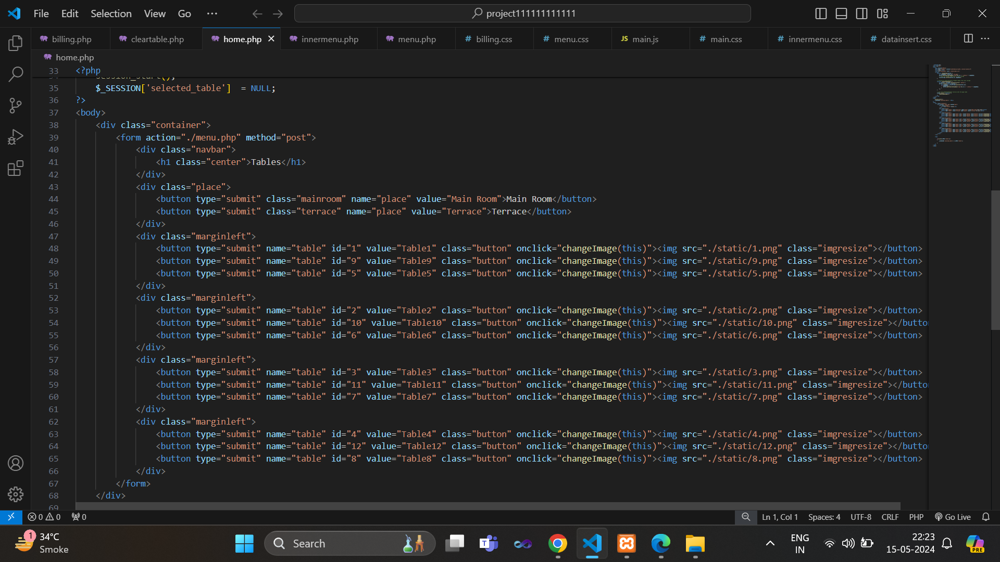 File Edit Selection View Go ··· project111111111111
billing.php cleartable.php home.php innermenu.php menu.php # billing.css # menu.css JS main.js # main.css # innermenu.css # datainsert.css ···
home.php
33 <?php
session_start();
35 $_SESSION['selected_table']  = NULL;
36 ?>
37 <body>
38 <div class="container">
39 <form action="./menu.php" method="post">
40 <div class="navbar">
41 <h1 class="center">Tables</h1>
42 </div>
43 <div class="place">
44 <button type="submit" class="mainroom" name="place" value="Main Room">Main Room</button>
45 <button type="submit" class="terrace" name="place" value="Terrace">Terrace</button>
46 </div>
47 <div class="marginleft">
48 <button type="submit" name="table" id="1" value="Table1" class="button" onclick="changeImage(this)"><img src="./static/1.png" class="imgresize"></button>
49 <button type="submit" name="table" id="9" value="Table9" class="button" onclick="changeImage(this)"><img src="./static/9.png" class="imgresize"></button>
50 <button type="submit" name="table" id="5" value="Table5" class="button" onclick="changeImage(this)"><img src="./static/5.png" class="imgresize"></button>
51 </div>
52 <div class="marginleft">
53 <button type="submit" name="table" id="2" value="Table2" class="button" onclick="changeImage(this)"><img src="./static/2.png" class="imgresize"></button>
54 <button type="submit" name="table" id="10" value="Table10" class="button" onclick="changeImage(this)"><img src="./static/10.png" class="imgresize"></butto
55 <button type="submit" name="table" id="6" value="Table6" class="button" onclick="changeImage(this)"><img src="./static/6.png" class="imgresize"></button>
56 </div>
57 <div class="marginleft">
58 <button type="submit" name="table" id="3" value="Table3" class="button" onclick="changeImage(this)"><img src="./static/3.png" class="imgresize"></button>
59 <button type="submit" name="table" id="11" value="Table11" class="button" onclick="changeImage(this)"><img src="./static/11.png" class="imgresize"></butto
60 <button type="submit" name="table" id="7" value="Table7" class="button" onclick="changeImage(this)"><img src="./static/7.png" class="imgresize"></button>
61 </div>
62 <div class="marginleft">
63 <button type="submit" name="table" id="4" value="Table4" class="button" onclick="changeImage(this)"><img src="./static/4.png" class="imgresize"></button>
64 <button type="submit" name="table" id="12" value="Table12" class="button" onclick="changeImage(this)"><img src="./static/12.png" class="imgresize"></butto
65 <button type="submit" name="table" id="8" value="Table8" class="button" onclick="changeImage(this)"><img src="./static/8.png" class="imgresize"></button>
66 </div>
67 </form>
68 </div>
69
0 0 0 Ln 1, Col 1 Spaces: 4 UTF-8 CRLF PHP Go Live
1 34°C Search ENG 22:23
Smoke IN 15-05-2024 PRE